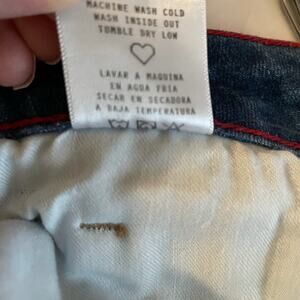 MACHINE WASH COLD
WASH INSIDE OUT
TUMBLE DRY LOW
LAVAR A MAQUINA
EN AGUA FRIA
SECAR EN SECADORA
A BAJA TEMPERATURA